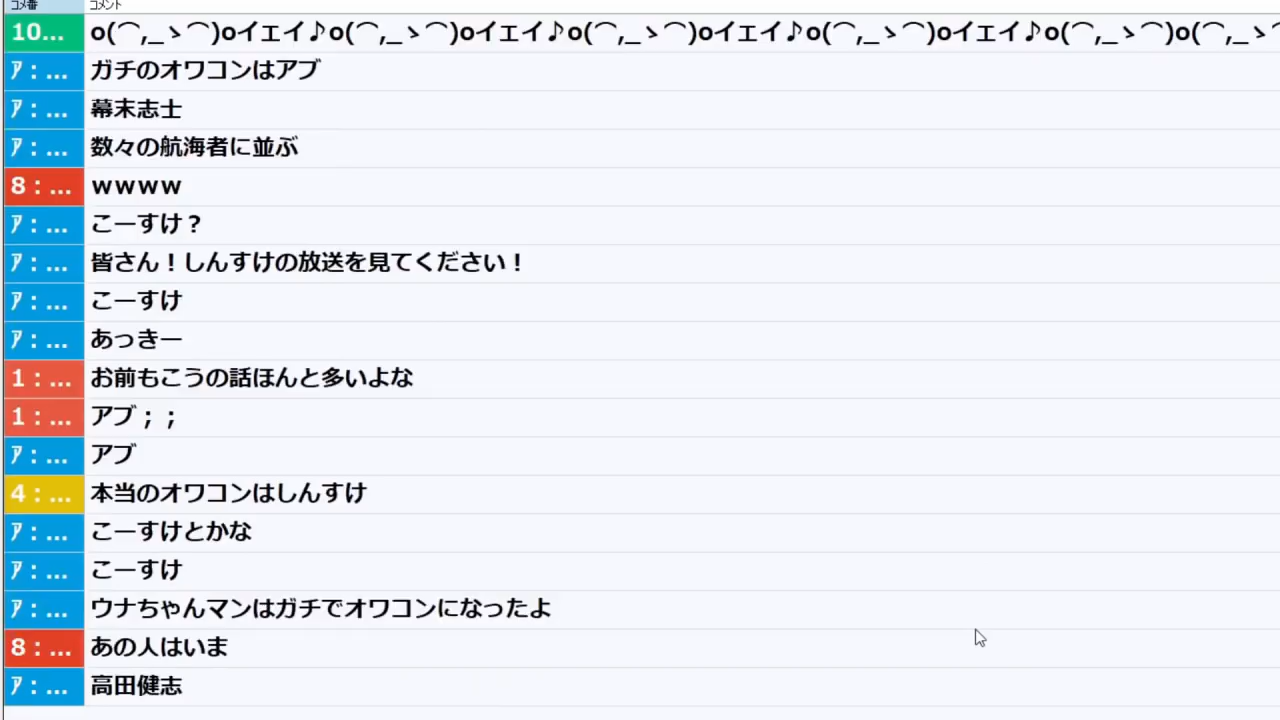 コメ番 コメント
10... o(⌒,_ゝ⌒)oイエイ♪o(⌒,_ゝ⌒)oイエイ♪o(⌒,_ゝ⌒)oイエイ♪o(⌒,_ゝ⌒)oイエイ♪o(⌒,_ゝ⌒)o(⌒,_ゝ
ｱ：... ガチのオワコンはアブ
ｱ：... 幕末志士
ｱ：... 数々の航海者に並ぶ
8：... ｗｗｗｗ
ｱ：... こーすけ？
ｱ：... 皆さん！しんすけの放送を見てください！
ｱ：... こーすけ
ｱ：... あっきー
1：... お前もこうの話ほんと多いよな
1：... アブ；；
ｱ：... アブ
4：... 本当のオワコンはしんすけ
ｱ：... こーすけとかな
ｱ：... こーすけ
ｱ：... ウナちゃんマンはガチでオワコンになったよ
8：... あの人はいま
ｱ：... 高田健志